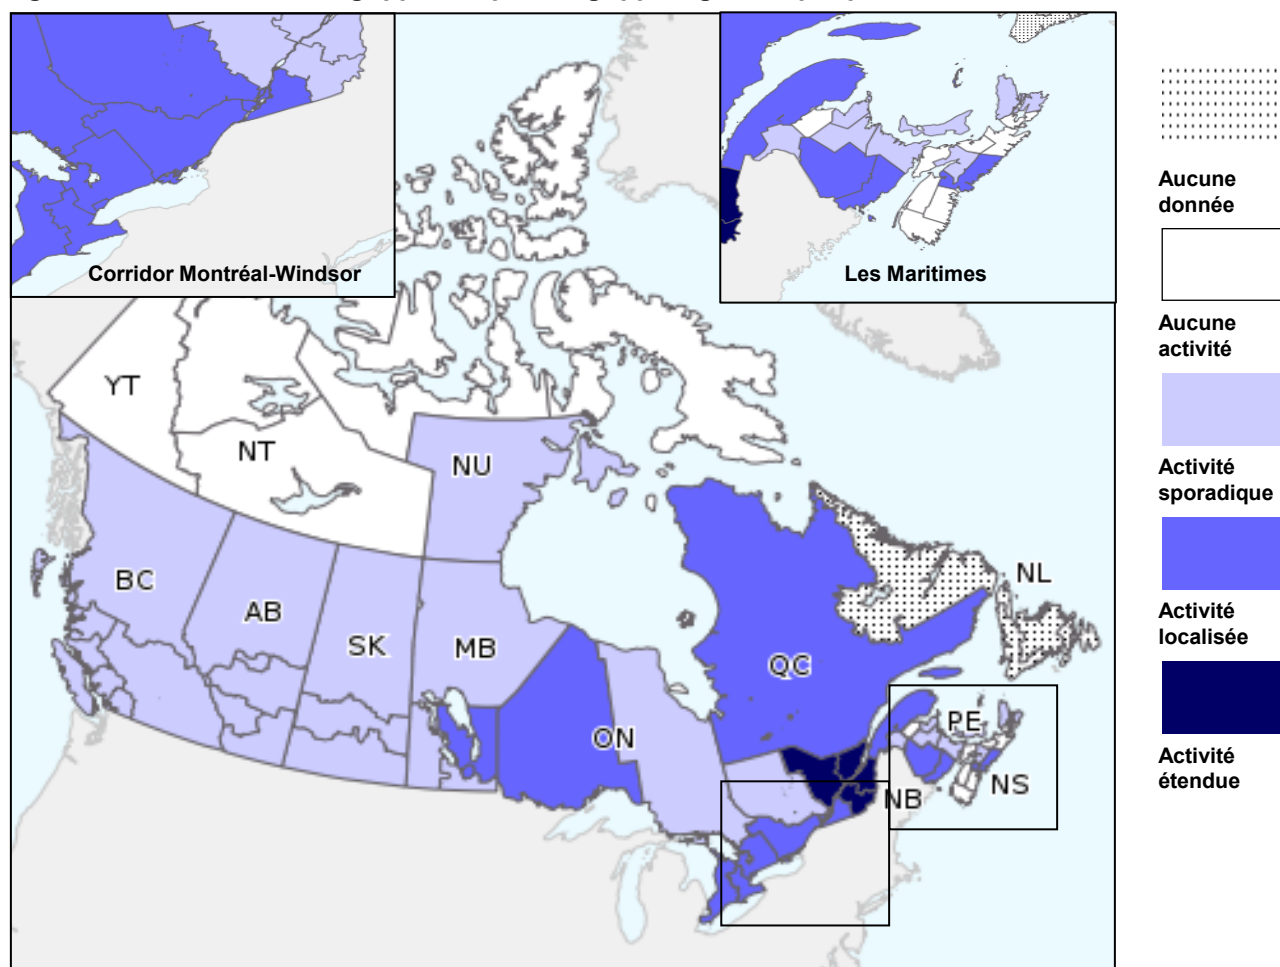 Corridor Montréal-Windsor
Les Maritimes
YT
NT
NU
BC
AB
SK
MB
ON
QC
NL
PE
NB
NS
Aucune
donnée
Aucune
activité
Activité
sporadique
Activité
localisée
Activité
étendue